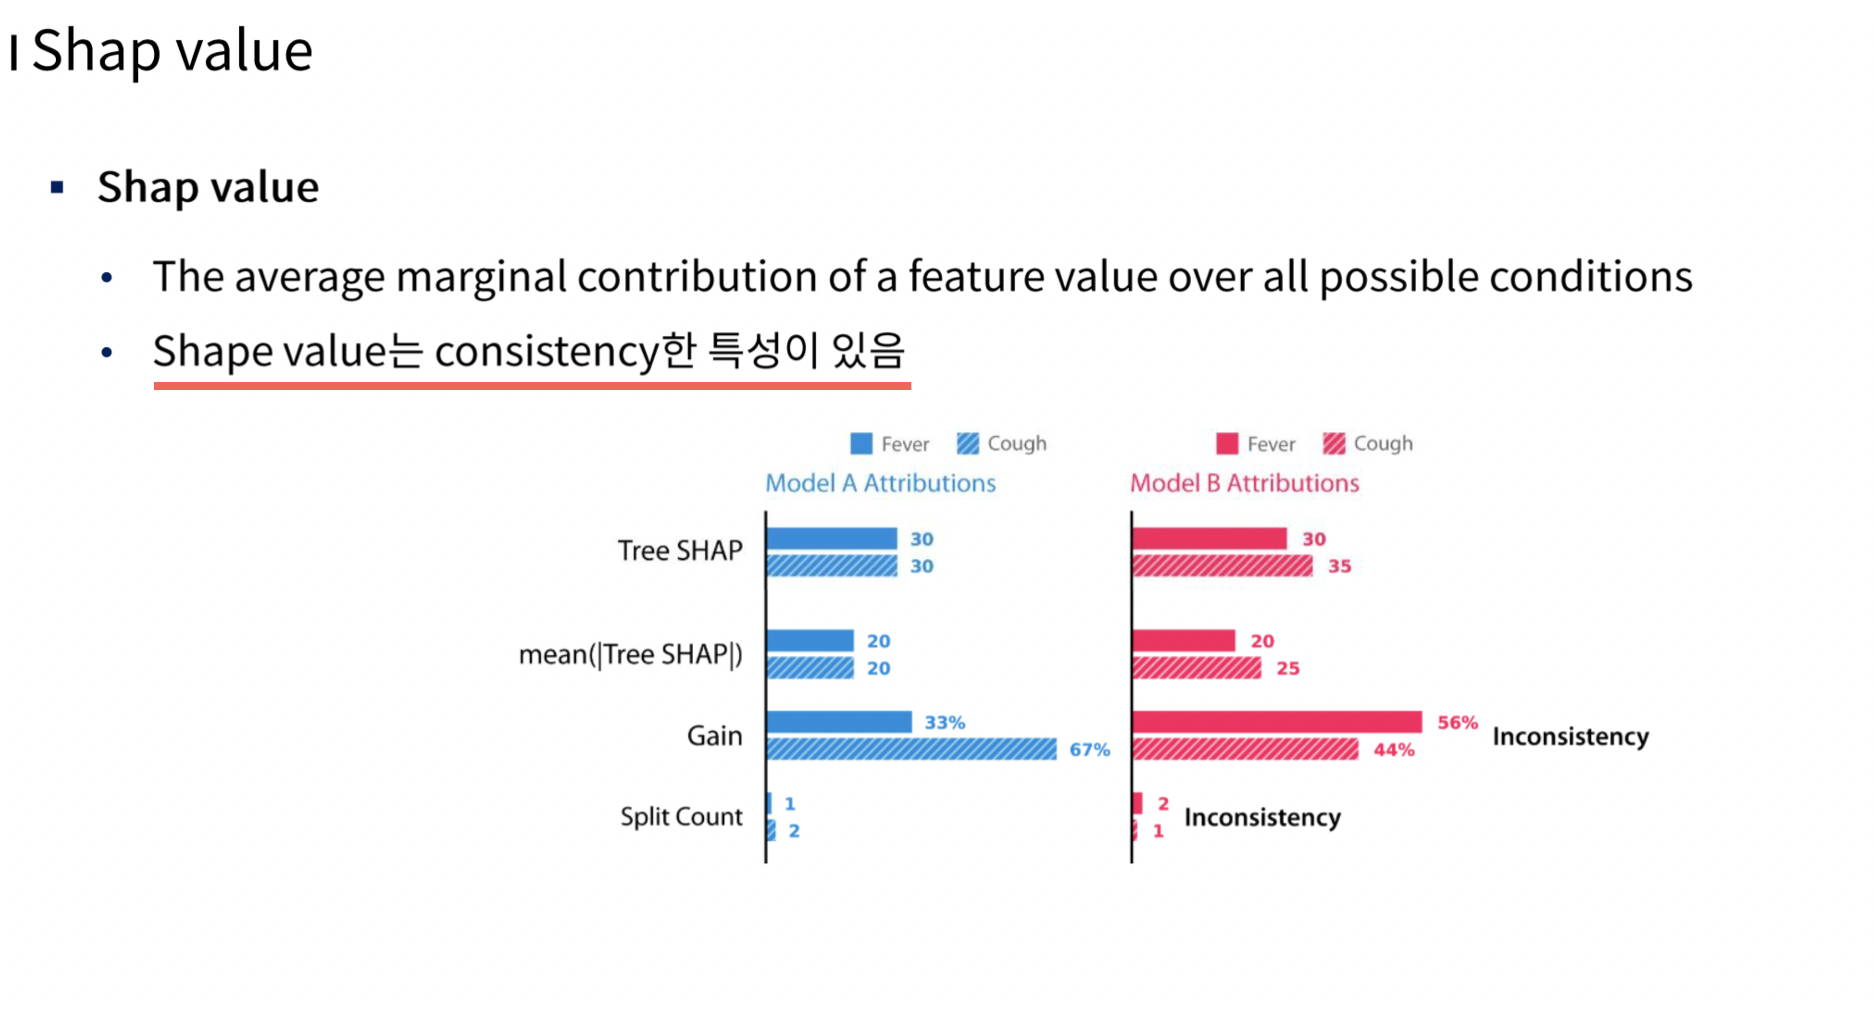 Shap value
Shap value
The average marginal contribution of a feature value over all possible conditions
Shape value는 consistency한 특성이 있음
Fever Cough Fever Cough
Model A Attributions Model B Attributions
Tree SHAP 30 30 30 35
mean(|Tree SHAP|) 20 20 20 25
Gain 33% 67% 56% 44% Inconsistency
Split Count 1 2 2 1 Inconsistency